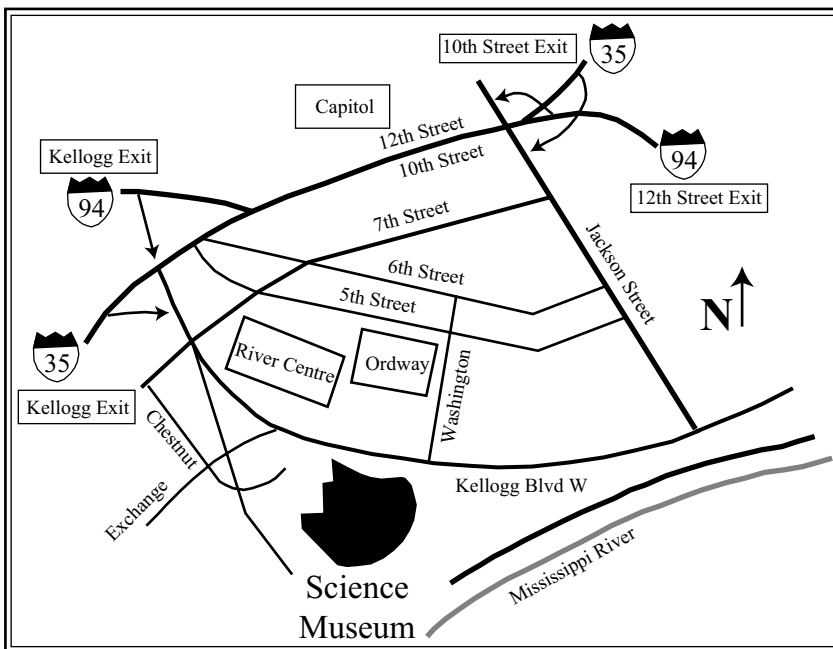 10th Street Exit
35
Capitol
12th Street
10th Street
Kellogg Exit
94
94
12th Street Exit
7th Street
6th Street
5th Street
Jackson Street
N
River Centre
Ordway
Washington
35
Kellogg Exit
Chestnut
Exchange
Kellogg Blvd W
Mississippi River
Science
Museum